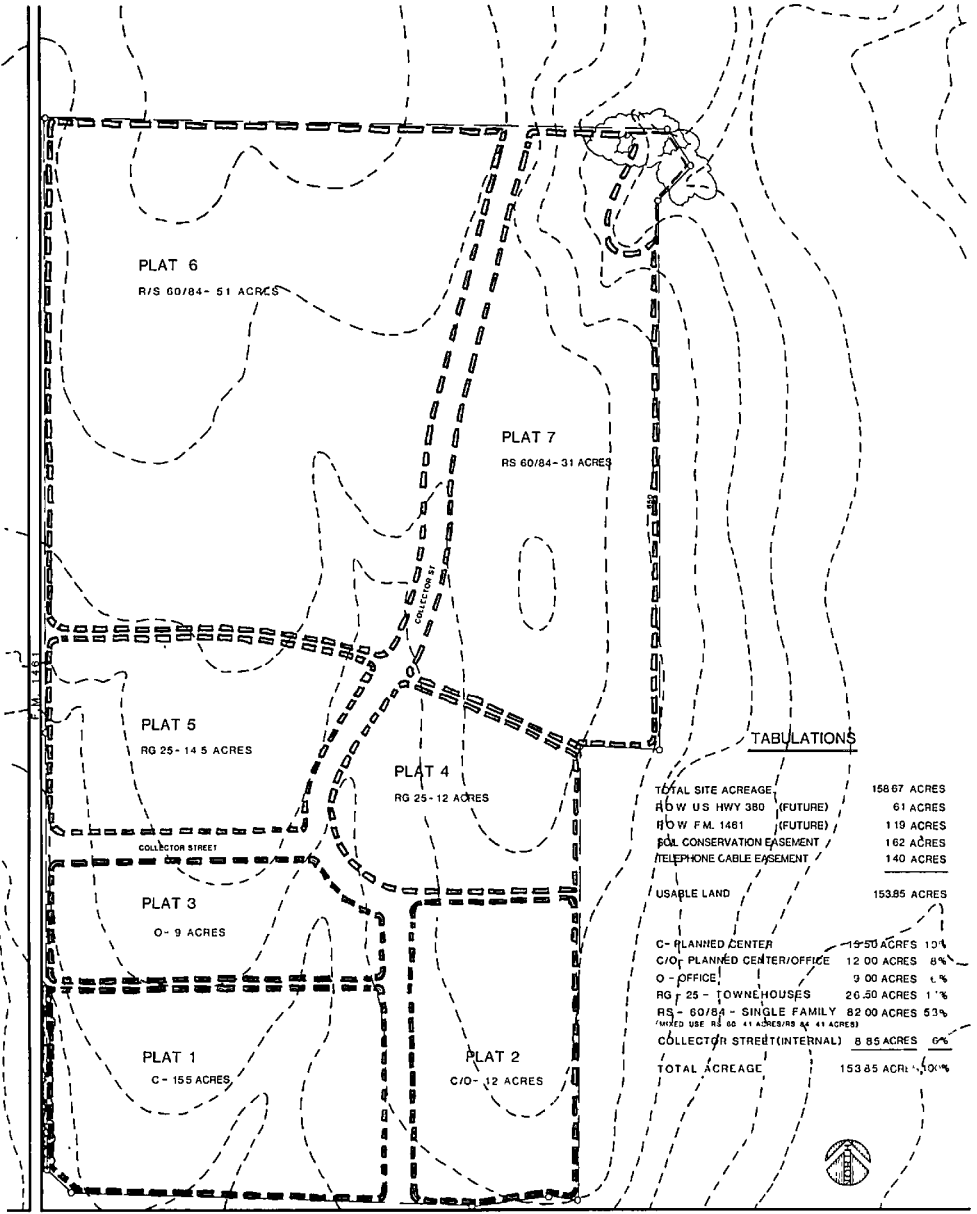 PLAT 6
R/S 60/84- 51 ACRES
PLAT 7
RS 60/84- 31 ACRES
650
COLLECTOR ST
F.M. 1461
PLAT 5
RG 25- 14 5 ACRES
PLAT 4
RG 25- 12 ACRES
COLLECTOR STREET
PLAT 3
O- 9 ACRES
PLAT 1
C- 155 ACRES
PLAT 2
C/O- 12 ACRES
TABULATIONS
TOTAL SITE ACREAGE 158 67 ACRES
R O W U S HWY 380 (FUTURE) 61 ACRES
R O W F M. 1461 (FUTURE) 1 19 ACRES
SOIL CONSERVATION EASEMENT 1 62 ACRES
TELEPHONE CABLE EASEMENT 1 40 ACRES
USABLE LAND 153.85 ACRES
C- PLANNED CENTER 15 50 ACRES
C/O- PLANNED CENTER/OFFICE 12 00 ACRES 8%
O - OFFICE 9 00 ACRES
RG - 25 - TOWNEHOUSES 26.50 ACRES
RS - 60/84 - SINGLE FAMILY 82 00 ACRES 53%
(MIXED USE RS 60 41 ACRES/RS 84 41 ACRES)
COLLECTOR STREET(INTERNAL) 8 85 ACRES 6%
TOTAL ACREAGE 153 85 ACRES 100%